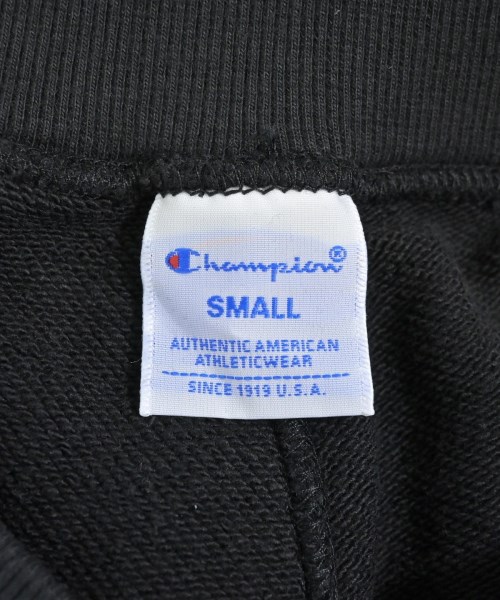 Champion®
SMALL
AUTHENTIC AMERICAN
ATHLETICWEAR
SINCE 1919 U.S.A.